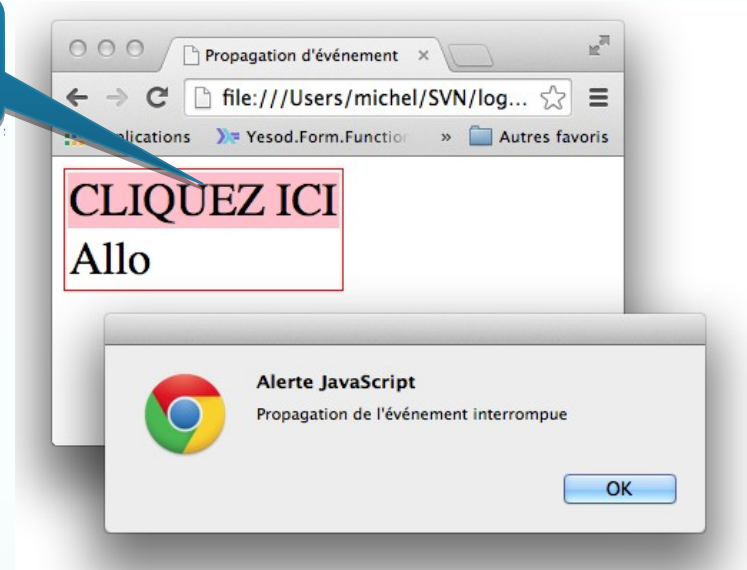 Propagation d'événement
file:///Users/michel/SVN/log...
Yesod.Form.Function » Autres favoris
CLIQUEZ ICI
Allo
Alerte JavaScript
Propagation de l'événement interrompue
OK